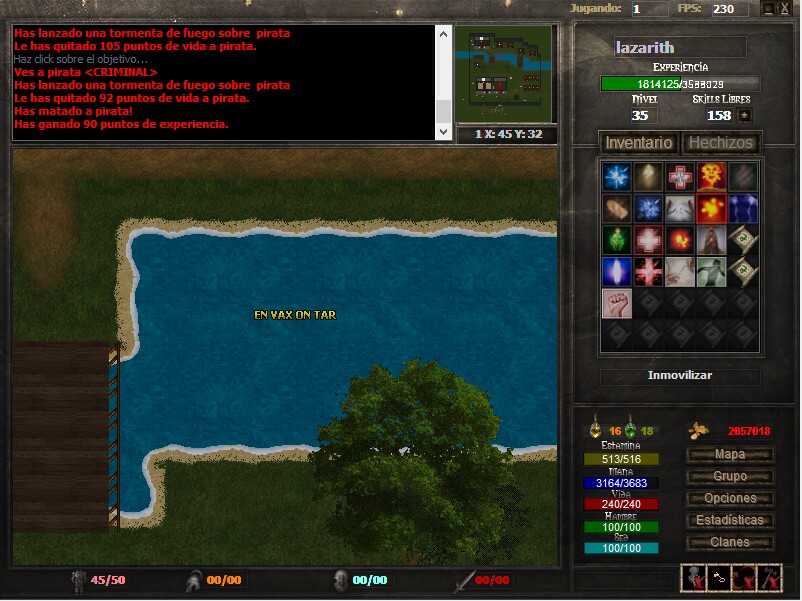 Jugando: 1 FPS: 230
Has lanzado una tormenta de fuego sobre pirata
Le has quitado 105 puntos de vida a pirata.
Haz click sobre el objetivo...
Ves a pirata <CRIMINAL>
Has lanzado una tormenta de fuego sobre pirata
Le has quitado 92 puntos de vida a pirata.
Has matado a pirata!
Has ganado 90 puntos de experiencia.
1 X: 45 Y: 32
lazarith
Experiencia
Nivel Skills Libres
35 158 +
Inventario Hechizos
EN VAX ON TAR
Inmovilizar
16 18
2057018
Estamina
513/516
Mana
3164/3683
Vida
240/240
Hambre
100/100
Sed
100/100
Mapa
Grupo
Opciones
Estadísticas
Clanes
45/50 00/00 00/00 00/00